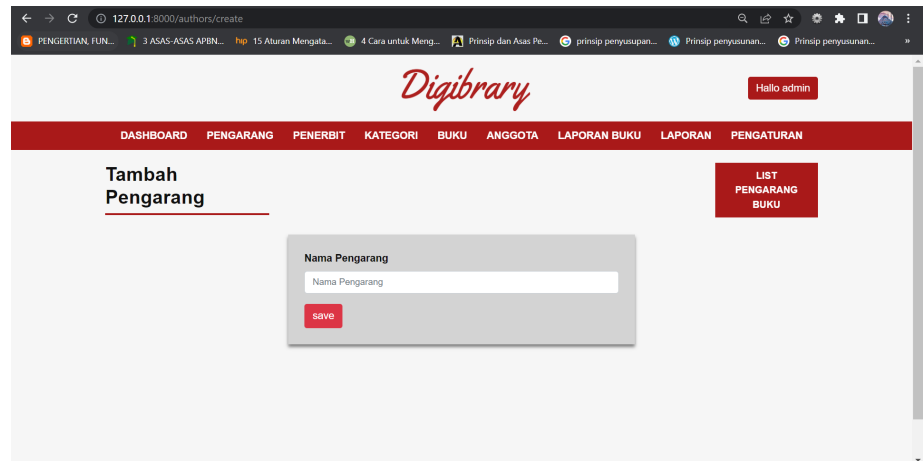 127.0.0.1:8000/authors/create
PENGERTIAN, FUN... 3 ASAS-ASAS APBN... hip 15 Aturan Mengata... 4 Cara untuk Meng... A Prinsip dan Asas Pe... G prinsip penyusupan... Prinsip penyusunan... G Prinsip penyusunan... »
Digibrary
Hallo admin
DASHBOARD PENGARANG PENERBIT KATEGORI BUKU ANGGOTA LAPORAN BUKU LAPORAN PENGATURAN
Tambah
Pengarang
LIST
PENGARANG
BUKU
Nama Pengarang
Nama Pengarang
save